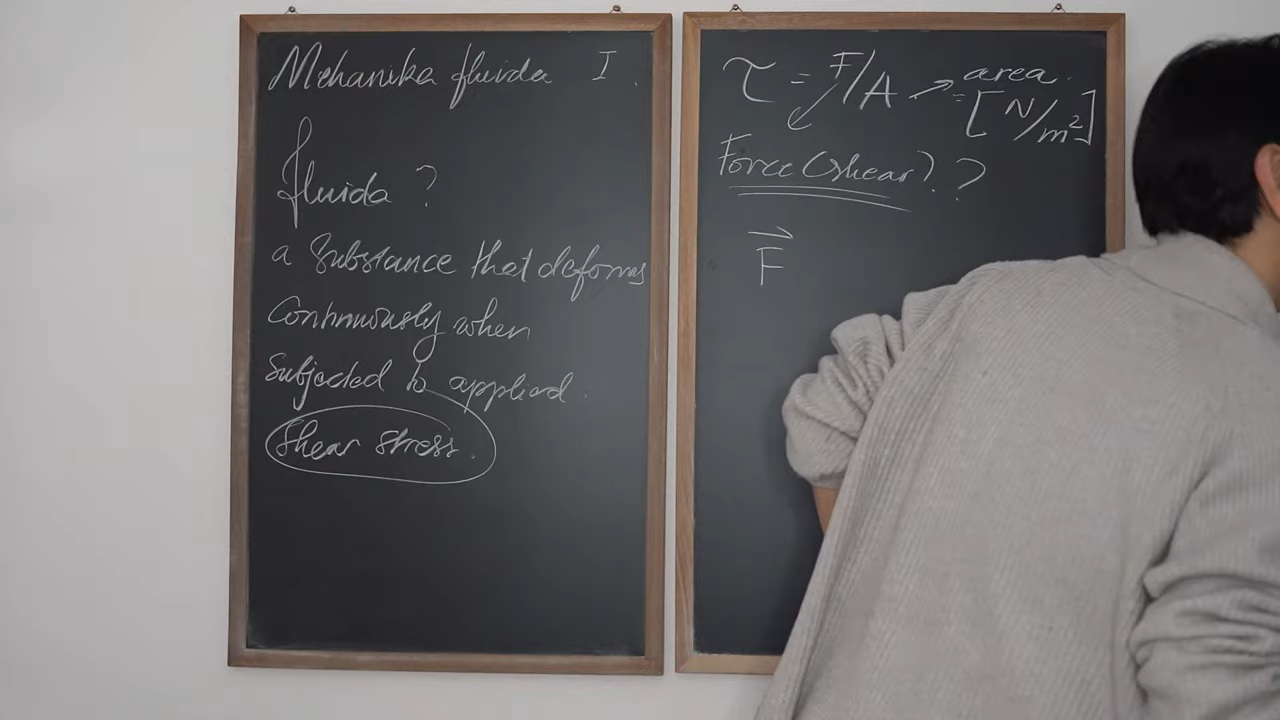 Mehanika fluida I.
fluida ?
a substance that deforms
continuously when
subjected to applied
shear stress.
τ = F/A → area
= [N/m²]
Force (shear) ?
F⃗